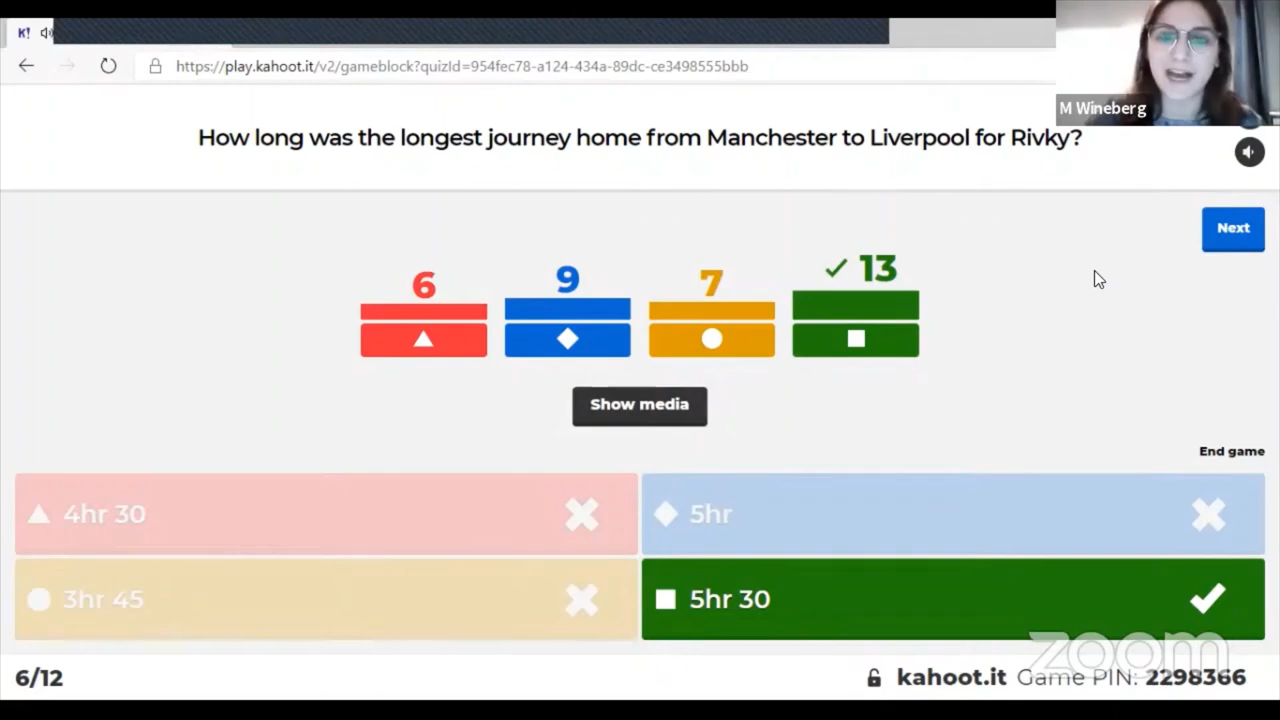 K!
https://play.kahoot.it/v2/gameblock?quizId=954fec78-a124-434a-89dc-ce3498555bbb
M Wineberg
How long was the longest journey home from Manchester to Liverpool for Rivky?
Next
6
9
7
13
Show media
End game
4hr 30
5hr
3hr 45
5hr 30
zoom
6/12
kahoot.it Game PIN: 2298366